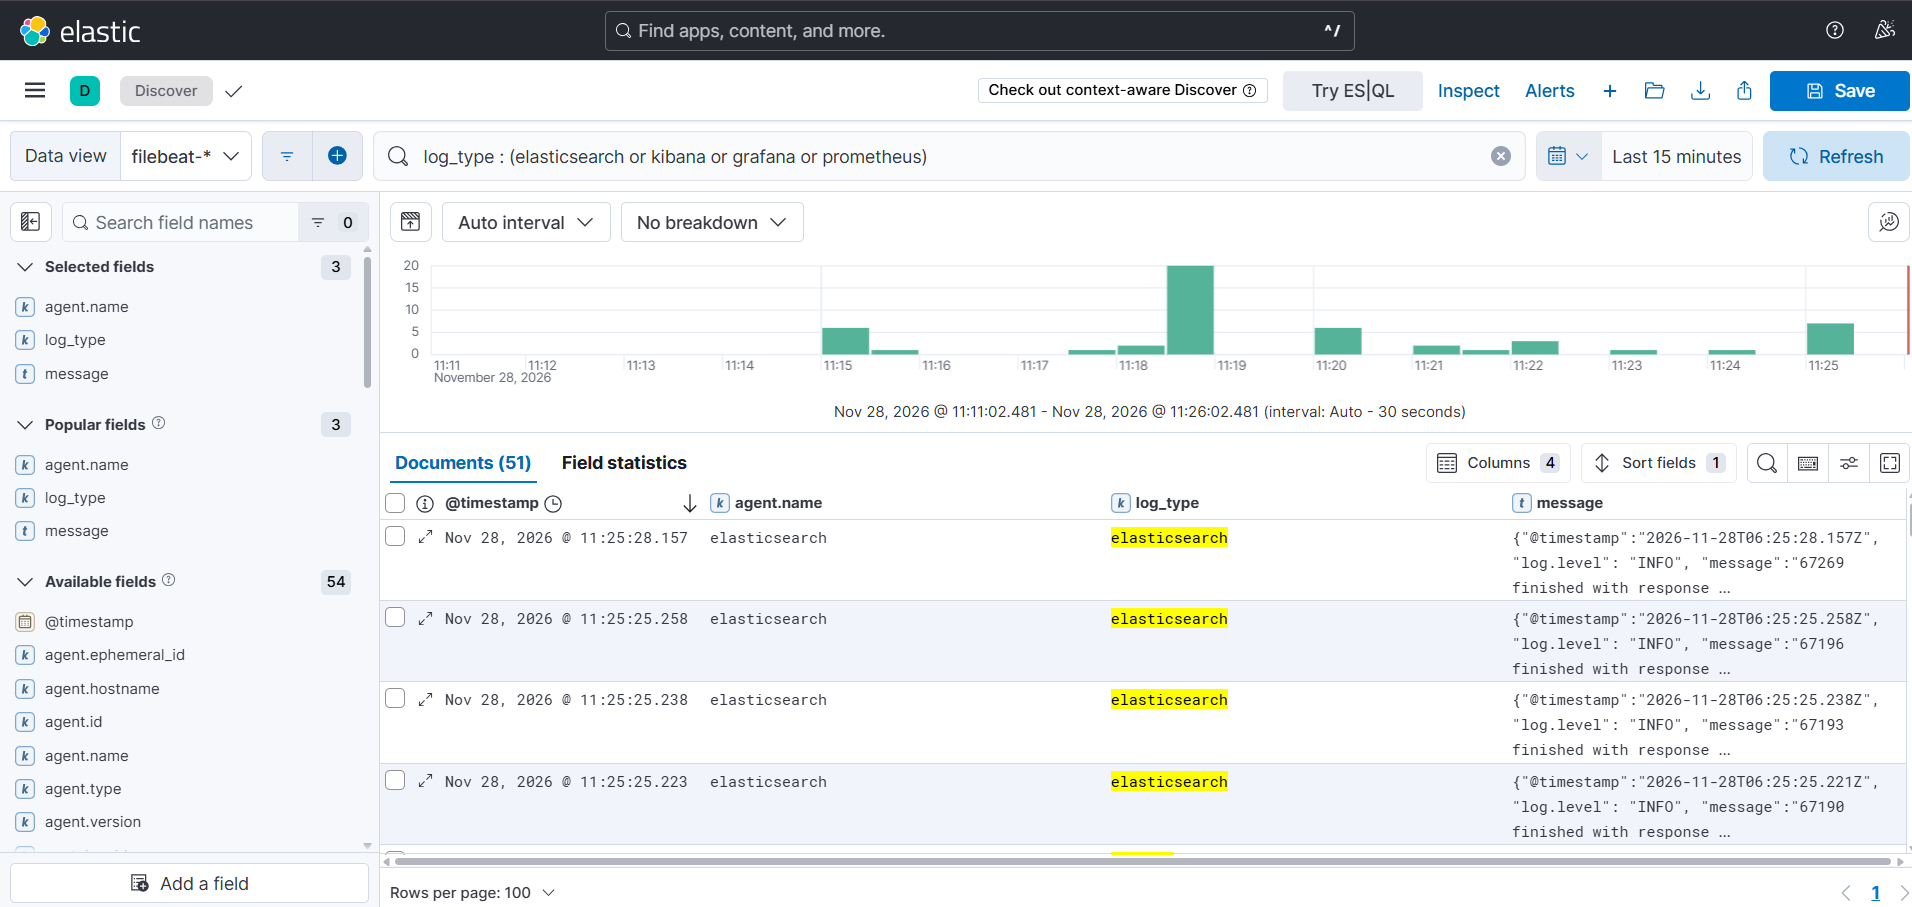 elastic
Find apps, content, and more.
^/
D
Discover
Check out context-aware Discover
Try ES|QL
Inspect
Alerts
Save
Data view
filebeat-*
log_type : (elasticsearch or kibana or grafana or prometheus)
Last 15 minutes
Refresh
Search field names
0
Selected fields
3
k agent.name
k log_type
t message
Popular fields
3
k agent.name
k log_type
t message
Available fields
54
@timestamp
k agent.ephemeral_id
k agent.hostname
k agent.id
k agent.name
k agent.type
k agent.version
Add a field
Auto interval
No breakdown
20
15
10
5
0
11:11 11:12 11:13 11:14 11:15 11:16 11:17 11:18 11:19 11:20 11:21 11:22 11:23 11:24 11:25
November 28, 2026
Nov 28, 2026 @ 11:11:02.481 - Nov 28, 2026 @ 11:26:02.481 (interval: Auto - 30 seconds)
Documents (51)
Field statistics
Columns 4
Sort fields 1
@timestamp
k agent.name
k log_type
t message
Nov 28, 2026 @ 11:25:28.157 elasticsearch elasticsearch {"@timestamp":"2026-11-28T06:25:28.157Z",
"log.level": "INFO", "message":"67269
finished with response ...
Nov 28, 2026 @ 11:25:25.258 elasticsearch elasticsearch {"@timestamp":"2026-11-28T06:25:25.258Z",
"log.level": "INFO", "message":"67196
finished with response ...
Nov 28, 2026 @ 11:25:25.238 elasticsearch elasticsearch {"@timestamp":"2026-11-28T06:25:25.238Z",
"log.level": "INFO", "message":"67193
finished with response ...
Nov 28, 2026 @ 11:25:25.223 elasticsearch elasticsearch {"@timestamp":"2026-11-28T06:25:25.221Z",
"log.level": "INFO", "message":"67190
finished with response ...
Rows per page: 100
1